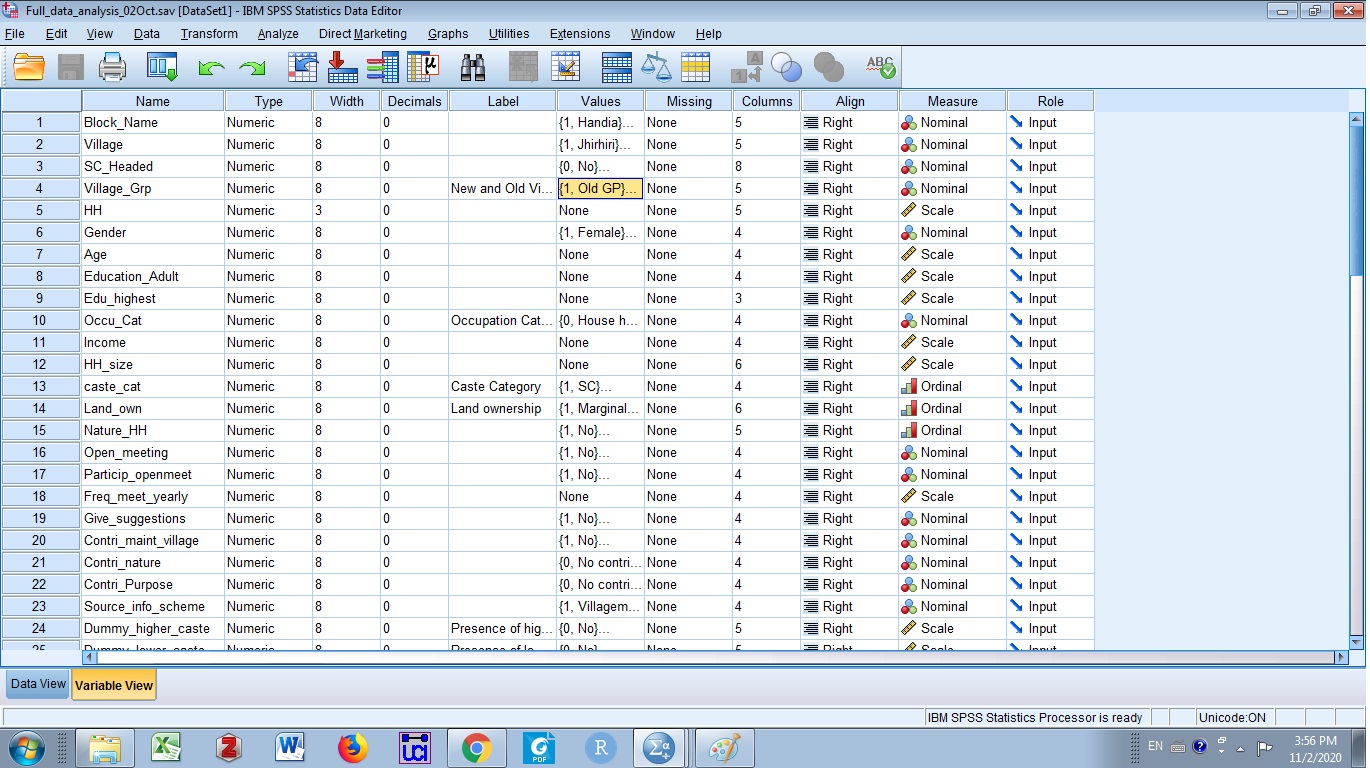 Full_data_analysis_02Oct.sav [DataSet1] - IBM SPSS Statistics Data Editor
File Edit View Data Transform Analyze Direct Marketing Graphs Utilities Extensions Window Help
Name Type Width Decimals Label Values Missing Columns Align Measure Role
1 Block_Name Numeric 8 0 {1, Handia}... None 5 Right Nominal Input
2 Village Numeric 8 0 {1, Jhirhiri}... None 5 Right Nominal Input
3 SC_Headed Numeric 8 0 {0, No}... None 8 Right Nominal Input
4 Village_Grp Numeric 8 0 New and Old Vi... {1, Old GP}... None 5 Right Nominal Input
5 HH Numeric 3 0 None None 5 Right Scale Input
6 Gender Numeric 8 0 {1, Female}... None 4 Right Nominal Input
7 Age Numeric 8 0 None None 4 Right Scale Input
8 Education_Adult Numeric 8 0 None None 4 Right Scale Input
9 Edu_highest Numeric 8 0 None None 3 Right Scale Input
10 Occu_Cat Numeric 8 0 Occupation Cat... {0, House h... None 4 Right Nominal Input
11 Income Numeric 8 0 None None 4 Right Scale Input
12 HH_size Numeric 8 0 None None 6 Right Scale Input
13 caste_cat Numeric 8 0 Caste Category {1, SC}... None 4 Right Ordinal Input
14 Land_own Numeric 8 0 Land ownership {1, Marginal... None 6 Right Ordinal Input
15 Nature_HH Numeric 8 0 {1, No}... None 5 Right Ordinal Input
16 Open_meeting Numeric 8 0 {1, No}... None 4 Right Nominal Input
17 Particip_openmeet Numeric 8 0 {1, No}... None 4 Right Nominal Input
18 Freq_meet_yearly Numeric 8 0 None None 4 Right Scale Input
19 Give_suggestions Numeric 8 0 {1, No}... None 4 Right Nominal Input
20 Contri_maint_village Numeric 8 0 {1, No}... None 4 Right Nominal Input
21 Contri_nature Numeric 8 0 {0, No contri... None 4 Right Nominal Input
22 Contri_Purpose Numeric 8 0 {0, No contri... None 4 Right Nominal Input
23 Source_info_scheme Numeric 8 0 {1, Villagem... None 4 Right Nominal Input
24 Dummy_higher_caste Numeric 8 0 Presence of hig... {0, No}... None 5 Right Scale Input
25 Dummy_lower_caste Numeric 8 0 Presence of lo... {0, No}... None 5 Right Scale Input
Data View Variable View
IBM SPSS Statistics Processor is ready Unicode:ON
EN 3:56 PM
11/2/2020